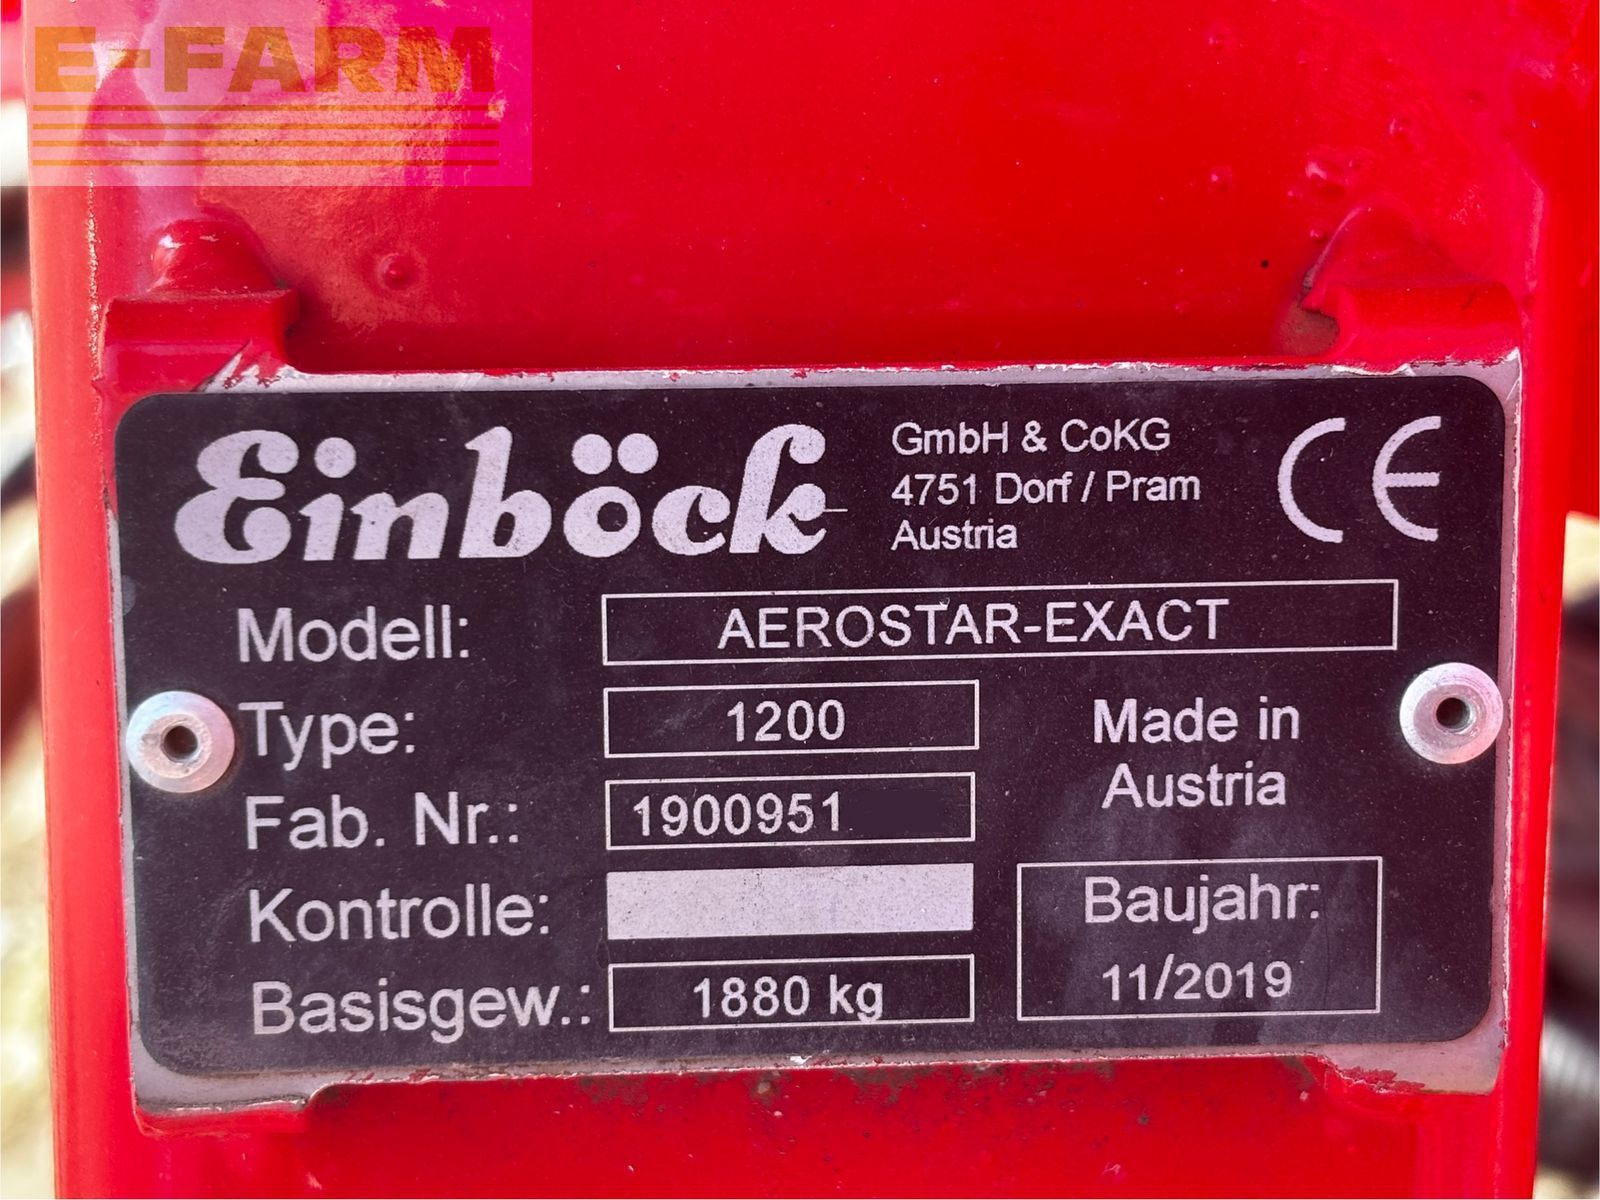 E-FARM
Einböck
GmbH & CoKG
4751 Dorf / Pram
Austria
CE
Modell: AEROSTAR-EXACT
Type: 1200
Made in
Austria
Fab. Nr.: 1900951
Kontrolle:
Basisgew.: 1880 kg
Baujahr:
11/2019